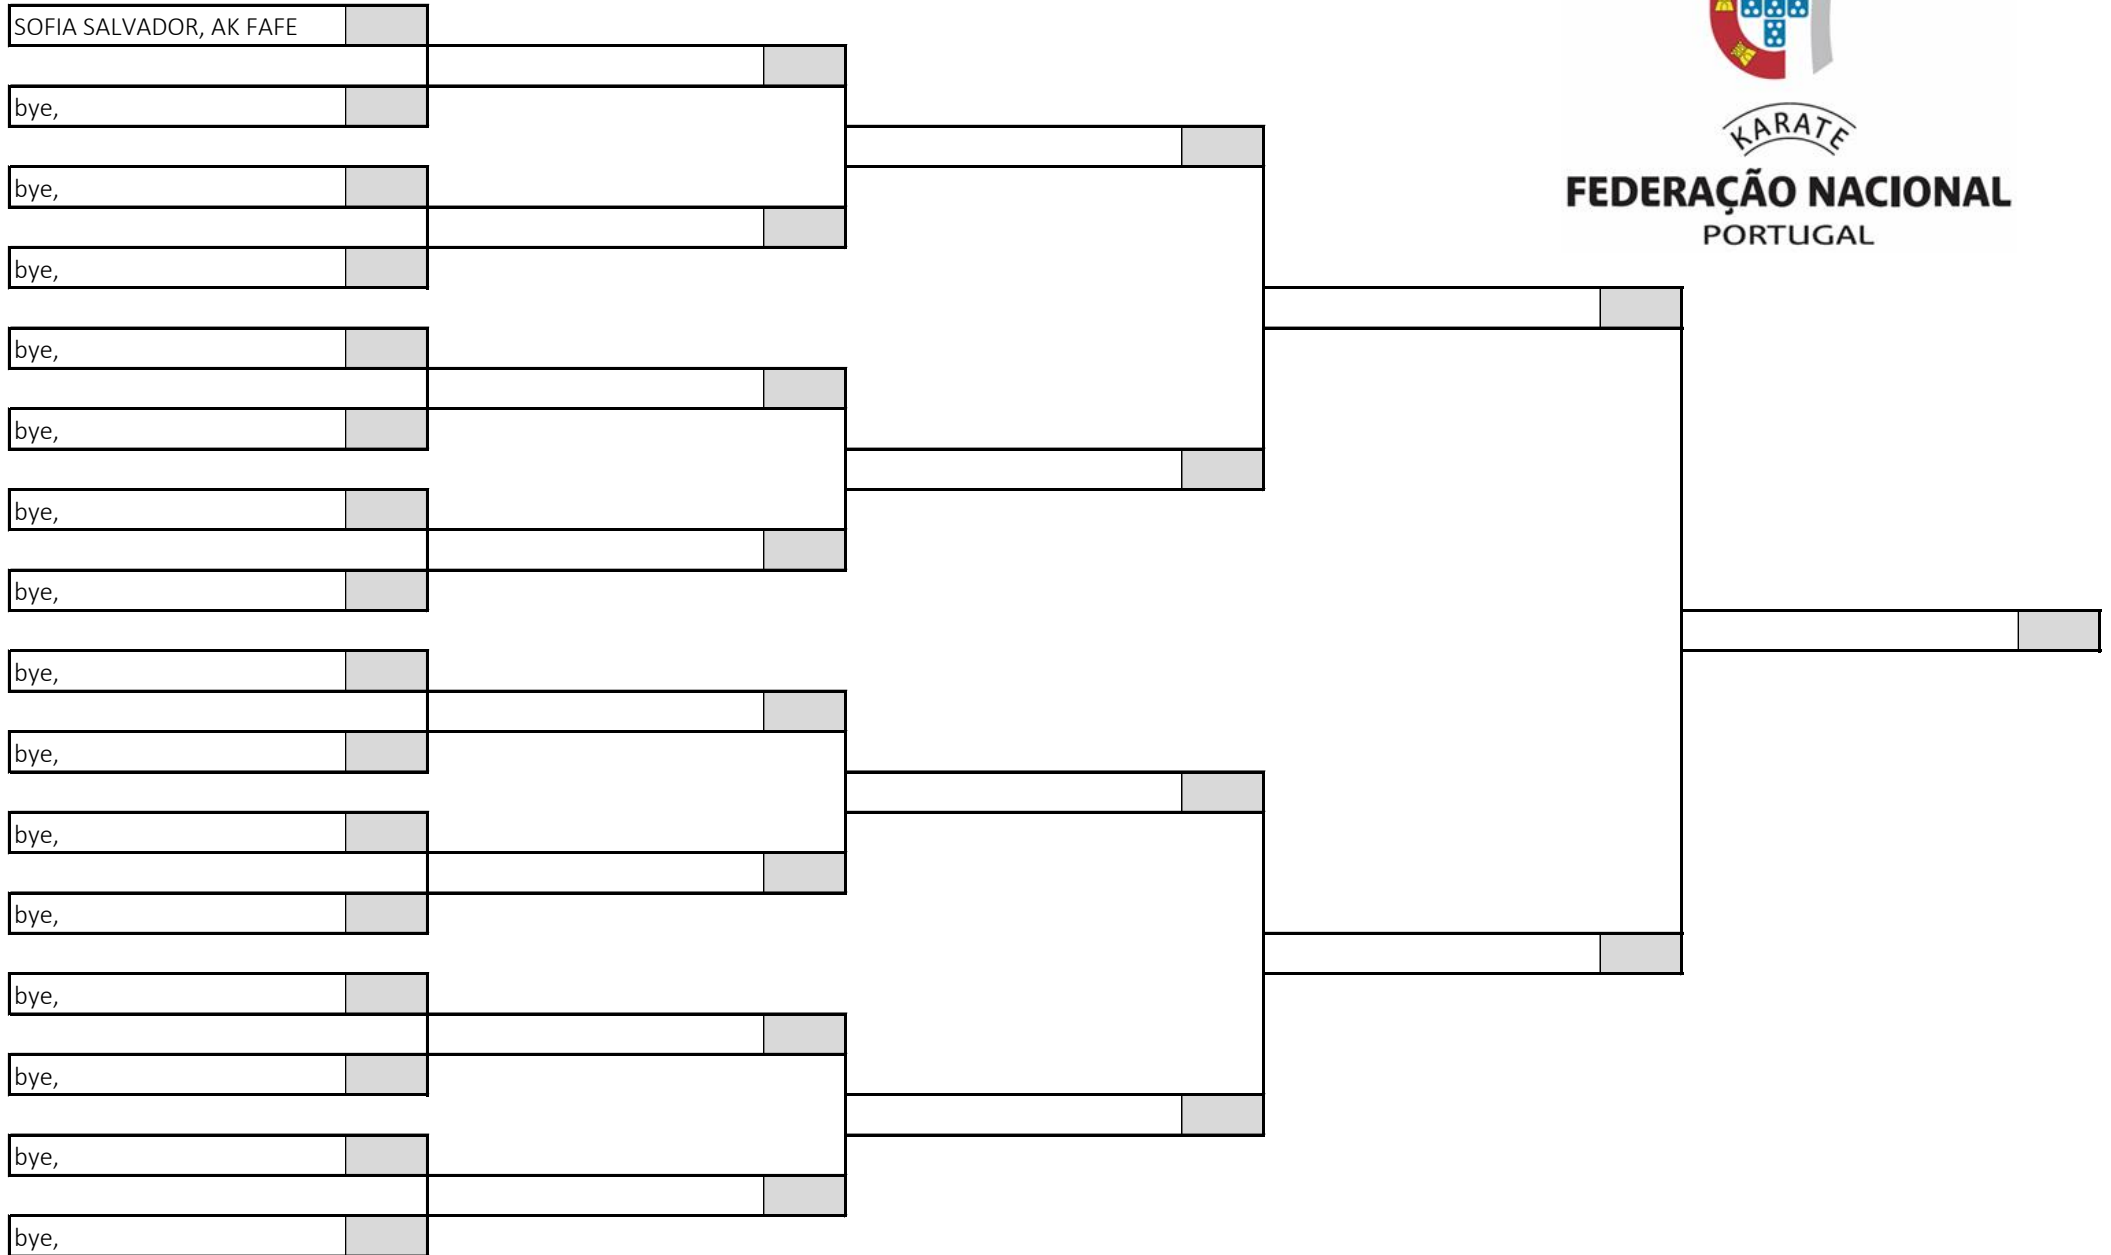 SOFIA SALVADOR, AK FAFE
bye,
KARATE
bye,
FEDERAÇÃO NACIONAL
PORTUGAL
bye,
bye,
bye,
bye,
bye,
bye,
bye,
bye,
bye,
bye,
bye,
bye,
bye,